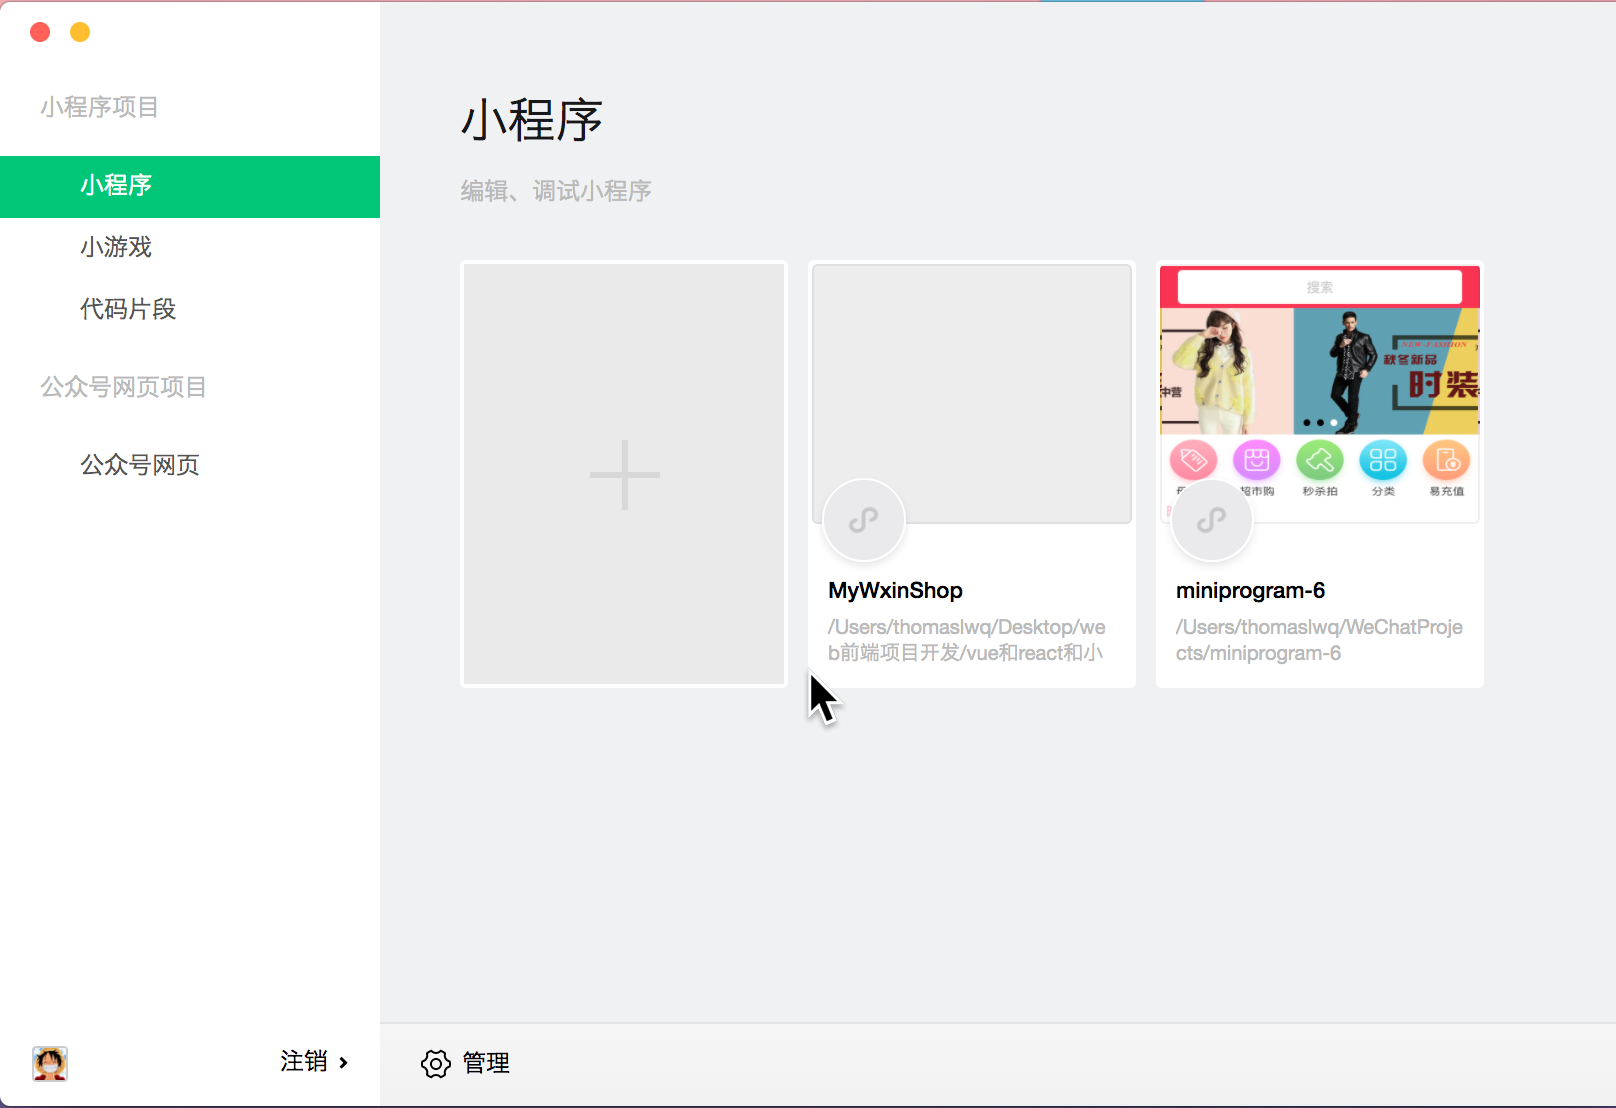 小程序项目
小程序
小游戏
代码片段
公众号网页项目
公众号网页
注销
小程序
编辑、调试小程序
MyWxinShop
/Users/thomaslwq/Desktop/we
b前端项目开发/vue和react和小
搜索
中营
NEW-FASHION
秋冬新品
时装
超市购
秒杀拍
分类
易充值
miniprogram-6
/Users/thomaslwq/WeChatProje
cts/miniprogram-6
管理